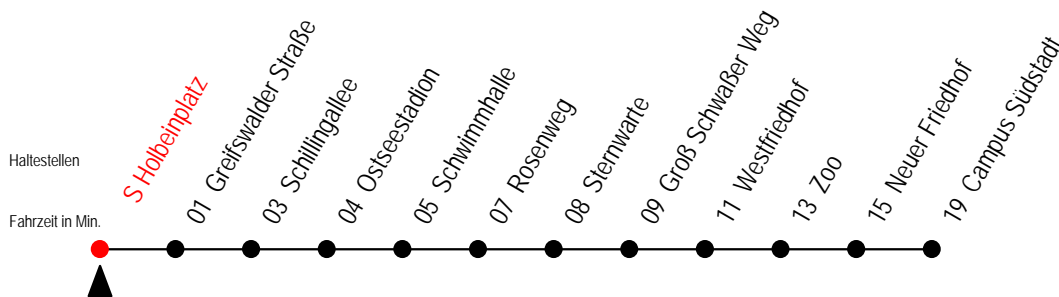 Haltestellen
Fahrzeit in Min.
S Holbeinplatz
01 Greifswalder Straße
03 Schillingallee
04 Ostseestadion
05 Schwimmhalle
07 Rosenweg
08 Sternwarte
09 Groß Schwaßer Weg
11 Westfriedhof
13 Zoo
15 Neuer Friedhof
19 Campus Südstadt